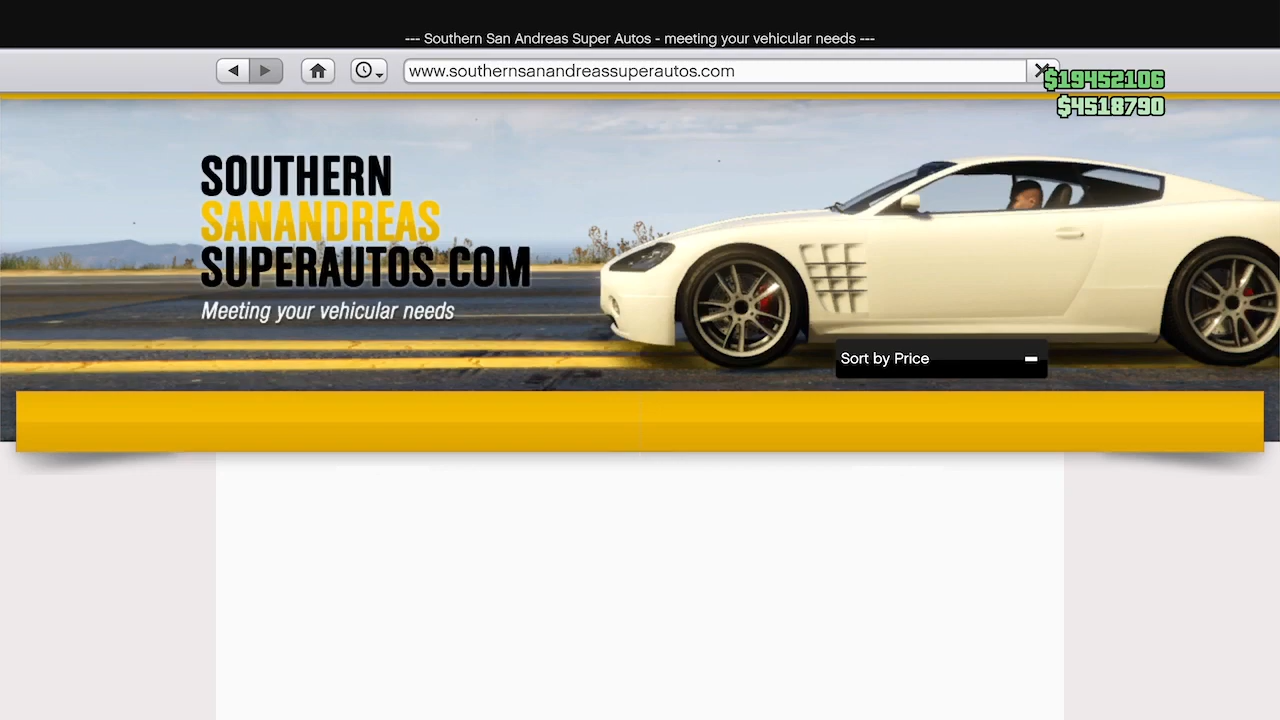 --- Southern San Andreas Super Autos - meeting your vehicular needs ---
www.southernsanandreassuperautos.com
$19452106
$4518790
SOUTHERN
SANANDREAS
SUPERAUTOS.COM
Meeting your vehicular needs
Sort by Price